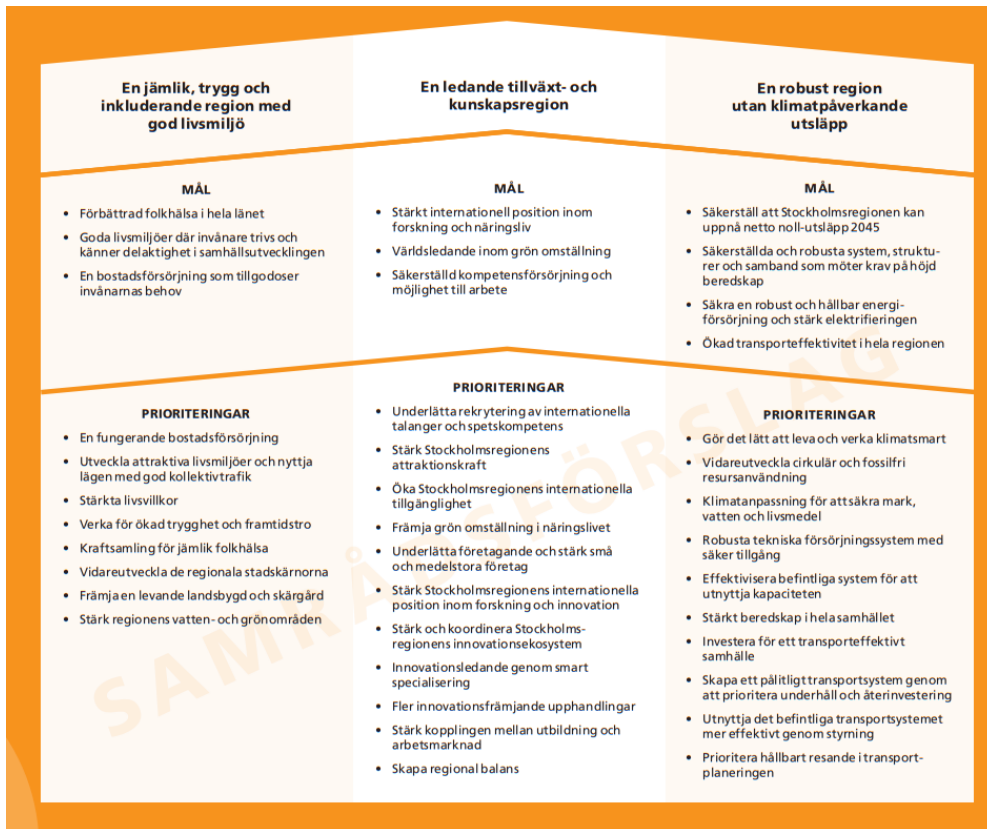 En jämlik, trygg och
inkluderande region med
god livsmiljö
MÅL
• Förbättrad folkhälsa i hela länet
• Goda livsmiljöer där invånare trivs och
känner delaktighet i samhällsutvecklingen
• En bostadsförsörjning som tillgodoser
invånarnas behov
PRIORITERINGAR
• En fungerande bostadsförsörjning
• Utveckla attraktiva livsmiljöer och nyttja
lägen med god kollektivtrafik
• Stärkta livsvillkor
• Verka för ökad trygghet och framtidstro
• Kraftsamling för jämlik folkhälsa
• Vidareutveckla de regionala stadskärnorna
• Främja en levande landsbygd och skärgård
• Stärk regionens vatten- och grönområden
En ledande tillväxt- och
kunskapsregion
MÅL
• Stärkt internationell position inom
forskning och näringsliv
• Världsledande inom grön omställning
• Säkerställd kompetensförsörjning och
möjlighet till arbete
PRIORITERINGAR
• Underlätta rekrytering av internationella
talanger och spetskompetens
• Stärk Stockholmsregionens
attraktionskraft
• Öka Stockholmsregionens internationella
tillgänglighet
• Främja grön omställning i näringslivet
• Underlätta företagande och stärk små
och medelstora företag
• Stärk Stockholmsregionens internationella
position inom forskning och innovation
• Stärk och koordinera Stockholms-
regionens innovationsekosystem
• Innovationsledande genom smart
specialisering
• Fler innovationsfrämjande upphandlingar
• Stärk kopplingen mellan utbildning och
arbetsmarknad
• Skapa regional balans
En robust region
utan klimatpåverkande
utsläpp
MÅL
• Säkerställ att Stockholmsregionen kan
uppnå netto noll-utsläpp 2045
• Säkerställda och robusta system, struktu-
rer och samband som möter krav på höjd
beredskap
• Säkra en robust och hållbar energi-
försörjning och stärk elektrifieringen
• Ökad transporteffektivitet i hela regionen
PRIORITERINGAR
• Gör det lätt att leva och verka klimatsmart
• Vidareutveckla cirkulär och fossilfri
resursanvändning
• Klimatanpassning för att säkra mark,
vatten och livsmedel
• Robusta tekniska försörjningssystem med
säker tillgång
• Effektivisera befintliga system för att
utnyttja kapaciteten
• Stärkt beredskap i hela samhället
• Investera för ett transporteffektivt
samhälle
• Skapa ett pålitligt transportsystem genom
att prioritera underhåll och återinvestering
• Utnyttja det befintliga transportsystemet
mer effektivt genom styrning
• Prioritera hållbart resande i transport-
planeringen
SAMRÅDSFÖRSLAG